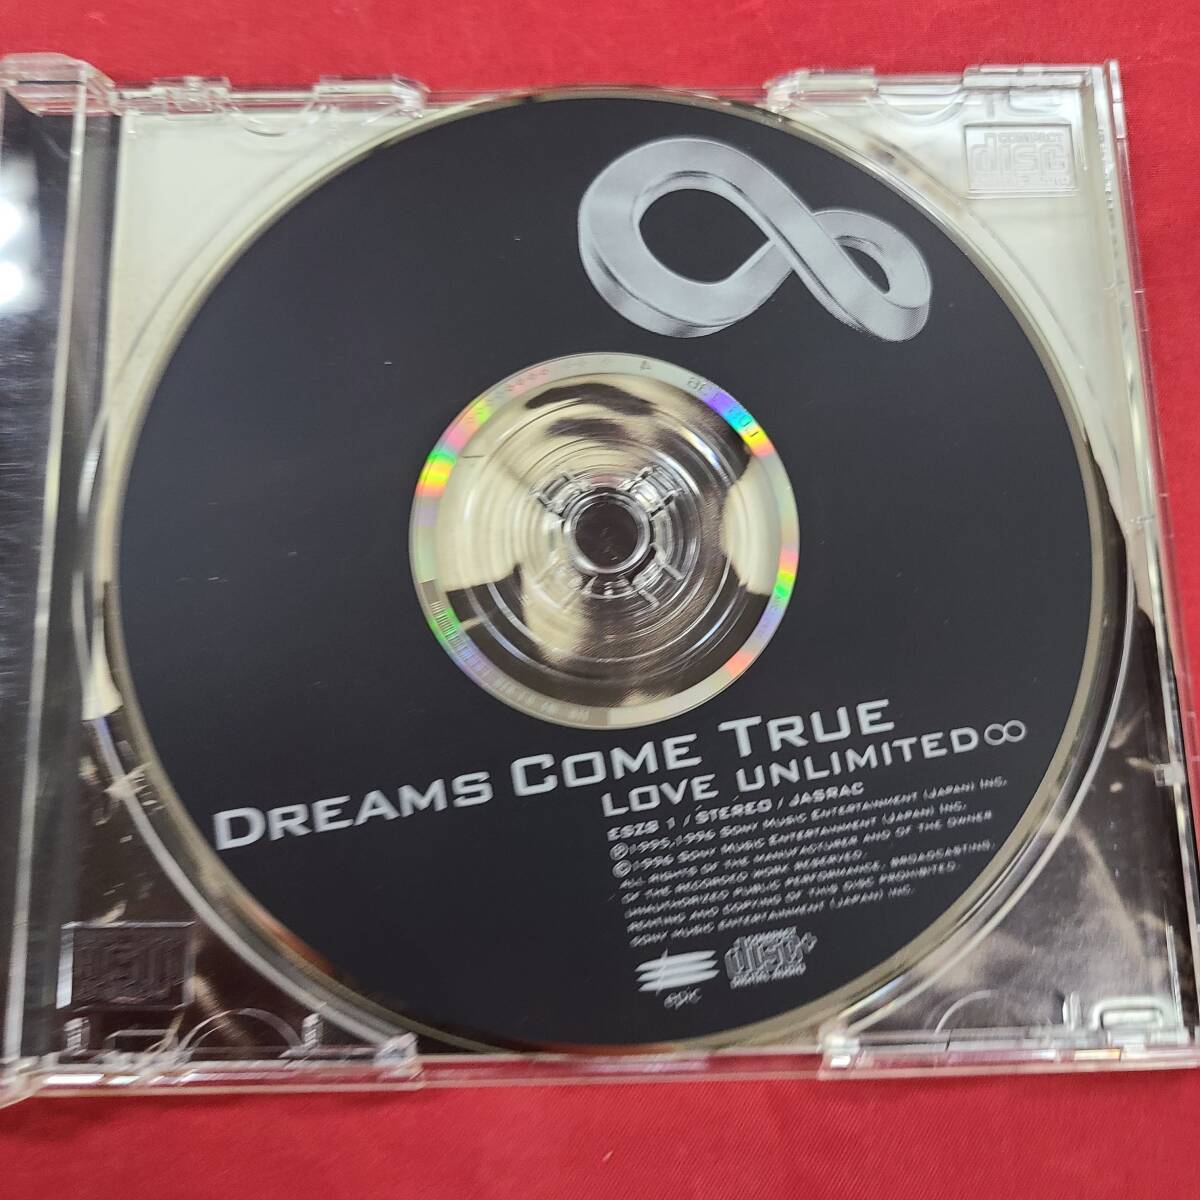 COMPACT
disc
DREAMS COME TRUE
LOVE UNLIMITED∞
ESZB 1 / STEREO / JASRAC
℗1995,1996 SONY MUSIC ENTERTAINMENT (JAPAN) INC.
©1996 SONY MUSIC ENTERTAINMENT (JAPAN) INC.
ALL RIGHTS OF THE MANUFACTURER AND OF THE OWNER
OF THE RECORDED WORK RESERVED.
UNAUTHORIZED PUBLIC PERFORMANCE, BROADCASTING,
RENTING AND COPYING OF THIS DISC PROHIBITED.
SONY MUSIC ENTERTAINMENT (JAPAN) INC.
epic
COMPACT
disc
DIGITAL AUDIO